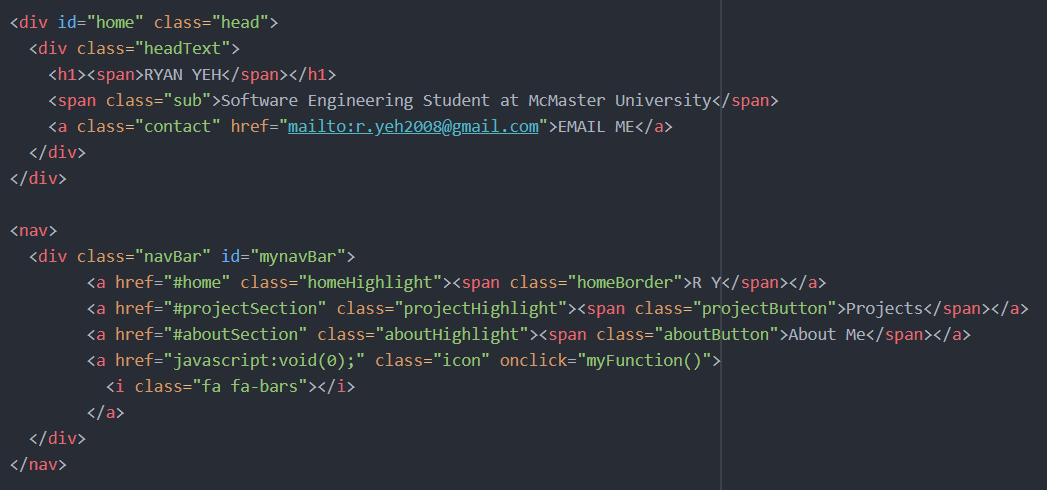 <div id="home" class="head">
  <div class="headText">
    <h1><span>RYAN YEH</span></h1>
    <span class="sub">Software Engineering Student at McMaster University</span>
    <a class="contact" href="mailto:r.yeh2008@gmail.com">EMAIL ME</a>
  </div>
</div>

<nav>
  <div class="navBar" id="mynavBar">
        <a href="#home" class="homeHighlight"><span class="homeBorder">R Y</span></a>
        <a href="#projectSection" class="projectHighlight"><span class="projectButton">Projects</span></a>
        <a href="#aboutSection" class="aboutHighlight"><span class="aboutButton">About Me</span></a>
        <a href="javascript:void(0);" class="icon" onclick="myFunction()">
          <i class="fa fa-bars"></i>
        </a>
  </div>
</nav>